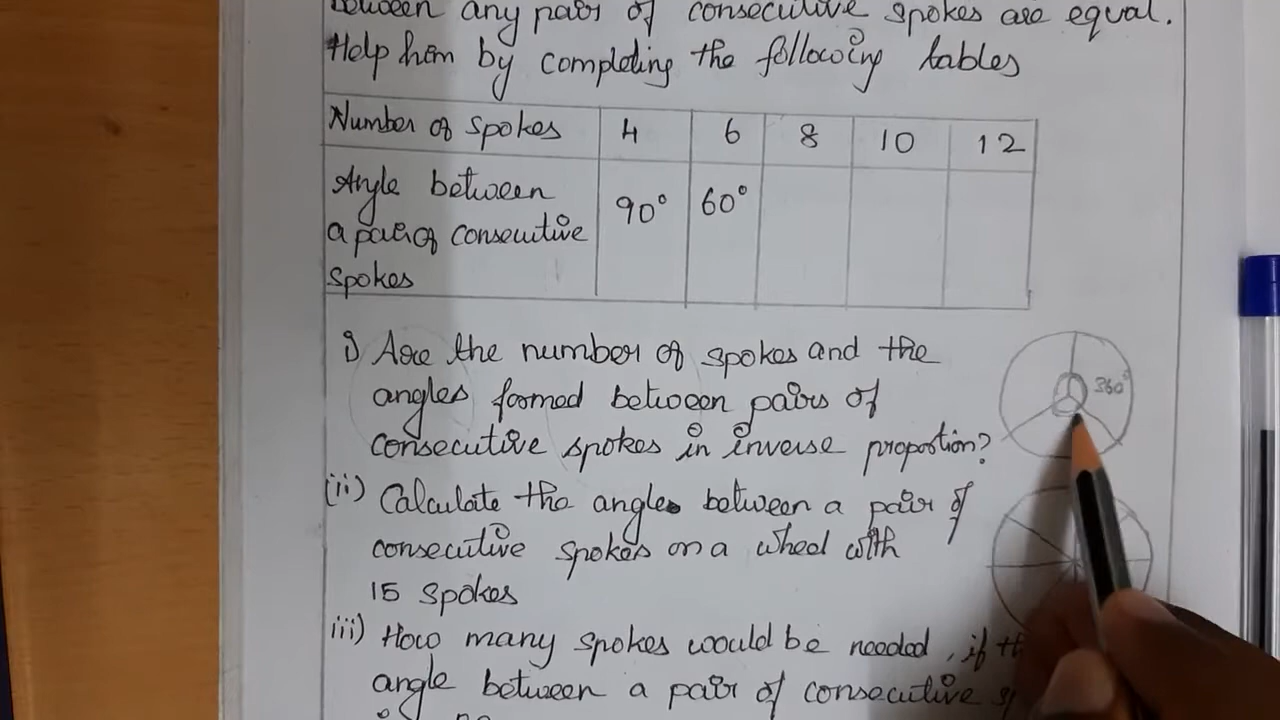 between any pair of consecutive spokes are equal.
Help him by completing the following tables
Number of spokes 4 6 8 10 12
Angle between
a pair of consecutive
spokes 90° 60°
i) Are the number of spokes and the
angles formed between pairs of
consecutive spokes in inverse proportion?
360°
(ii) Calculate the angle between a pair of
consecutive spokes on a wheel with
15 spokes
iii) How many spokes would be needed, if
angle between a pair of consecutive